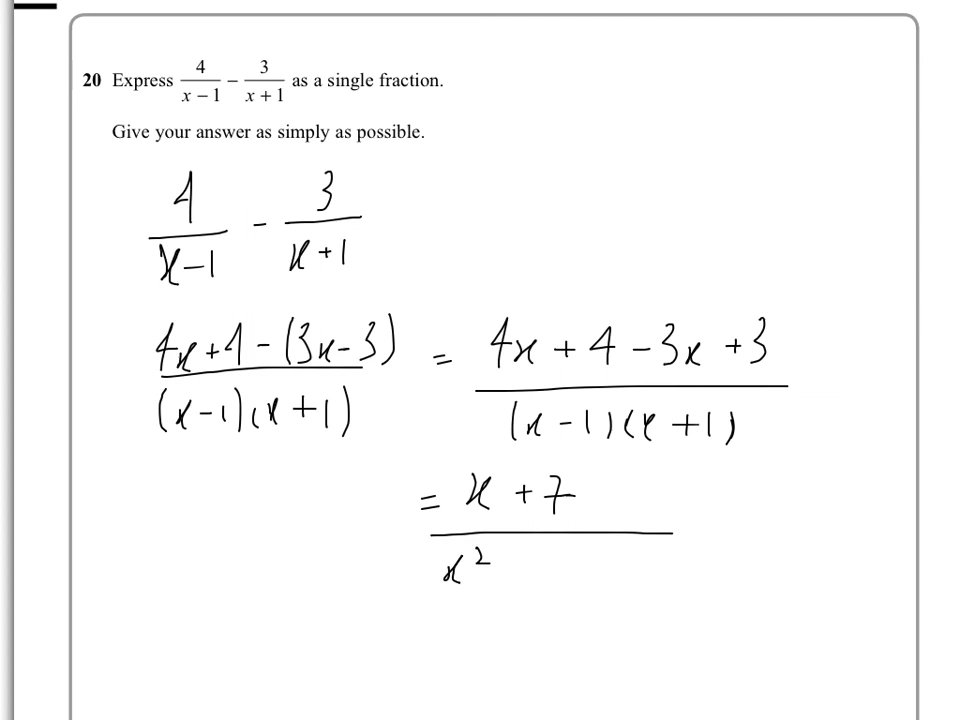 20 Express 4/(x − 1) − 3/(x + 1) as a single fraction.
Give your answer as simply as possible.
4/(x − 1) - 3/(x + 1)
(4x + 4 - (3x - 3))/((x - 1)(x + 1)) = (4x + 4 - 3x + 3)/((x - 1)(x + 1))
= (x + 7)/(x²